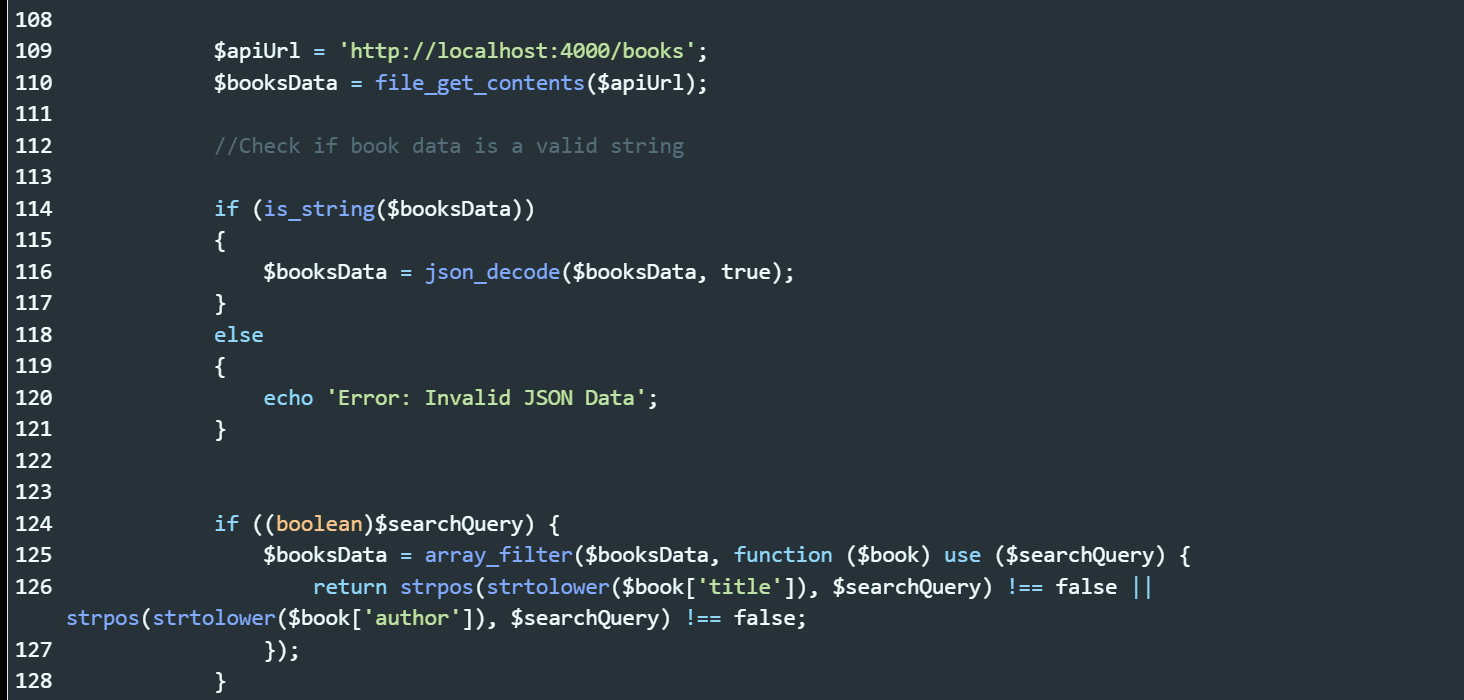 108
109 $apiUrl = 'http://localhost:4000/books';
110 $booksData = file_get_contents($apiUrl);
111
112 //Check if book data is a valid string
113
114 if (is_string($booksData))
115 {
116 $booksData = json_decode($booksData, true);
117 }
118 else
119 {
120 echo 'Error: Invalid JSON Data';
121 }
122
123
124 if ((boolean)$searchQuery) {
125 $booksData = array_filter($booksData, function ($book) use ($searchQuery) {
126 return strpos(strtolower($book['title']), $searchQuery) !== false ||
strpos(strtolower($book['author']), $searchQuery) !== false;
127 });
128 }